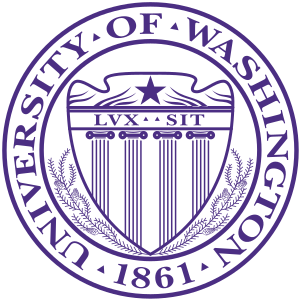 UNIVERSITY · OF · WASHINGTON
LVX · · SIT
· 1861 ·